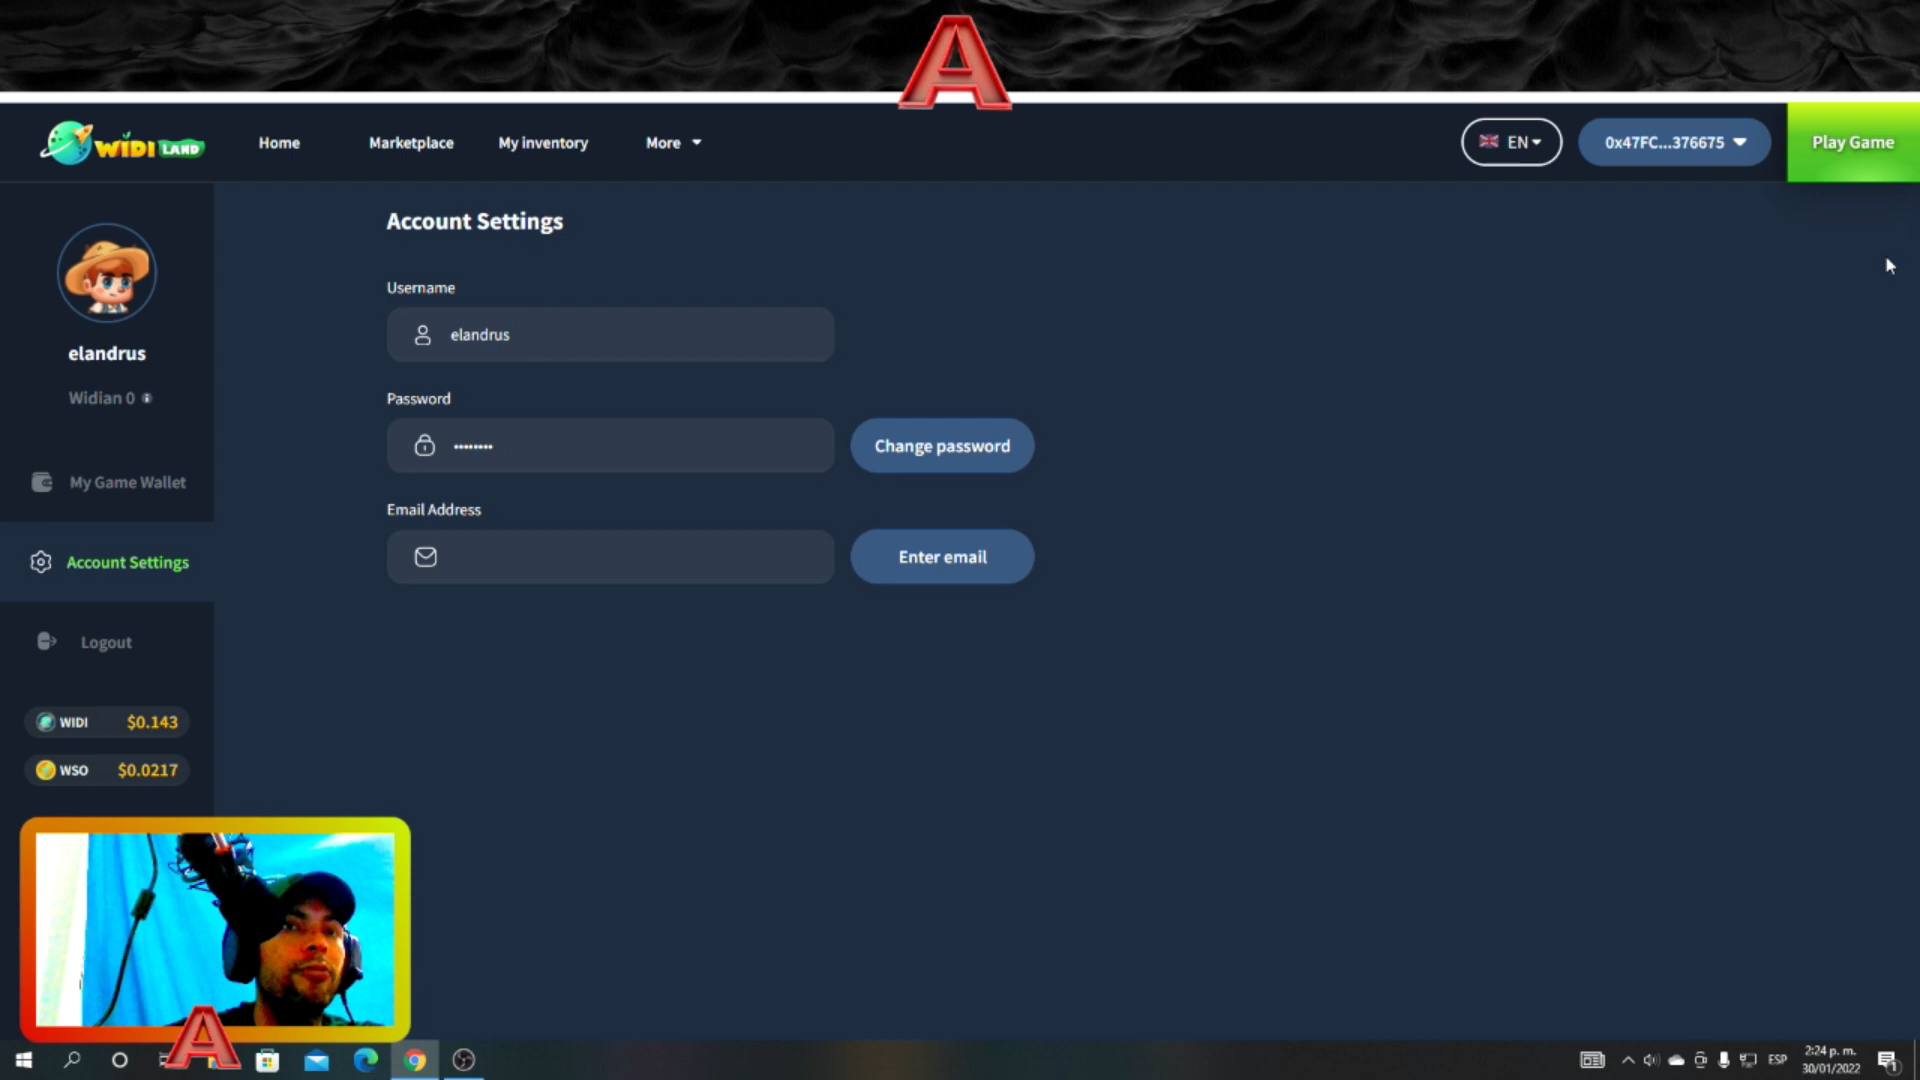 A
WIDI LAND
Home
Marketplace
My inventory
More
EN
0x47FC...376675
Play Game
elandrus
Widian 0
My Game Wallet
Account Settings
Logout
WIDI $0.143
WSO $0.0217
Account Settings
Username
elandrus
Password
••••••••
Change password
Email Address
Enter email
A
ESP
2:24 p. m.
30/01/2022
1